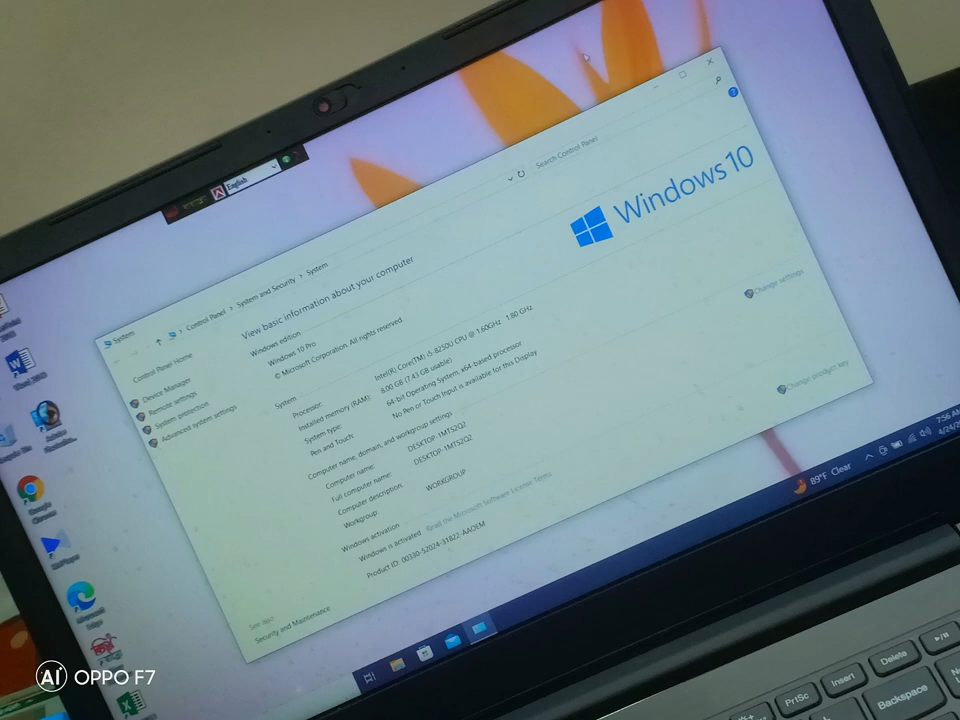 English
System
Control Panel › System and Security › System
Search Control Panel
Control Panel Home
Device Manager
Remote settings
System protection
Advanced system settings
See also
Security and Maintenance
View basic information about your computer
Windows edition
Windows 10 Pro
© Microsoft Corporation. All rights reserved.
Windows 10
System
Processor: Intel(R) Core(TM) i5-8250U CPU @ 1.60GHz 1.80 GHz
Installed memory (RAM): 8.00 GB (7.43 GB usable)
System type: 64-bit Operating System, x64-based processor
Pen and Touch: No Pen or Touch Input is available for this Display
Computer name, domain, and workgroup settings
Computer name: DESKTOP-1MTS2Q2
Full computer name: DESKTOP-1MTS2Q2
Computer description:
Workgroup: WORKGROUP
Change settings
Windows activation
Windows is activated Read the Microsoft Software License Terms
Product ID: 00330-52024-31822-AAOEM
Change product key
Google
Chrome
Microsoft
Edge
89°F Clear
7:56 AM
4/24/2
PrtSc
Insert
Delete
Backspace
AI OPPO F7